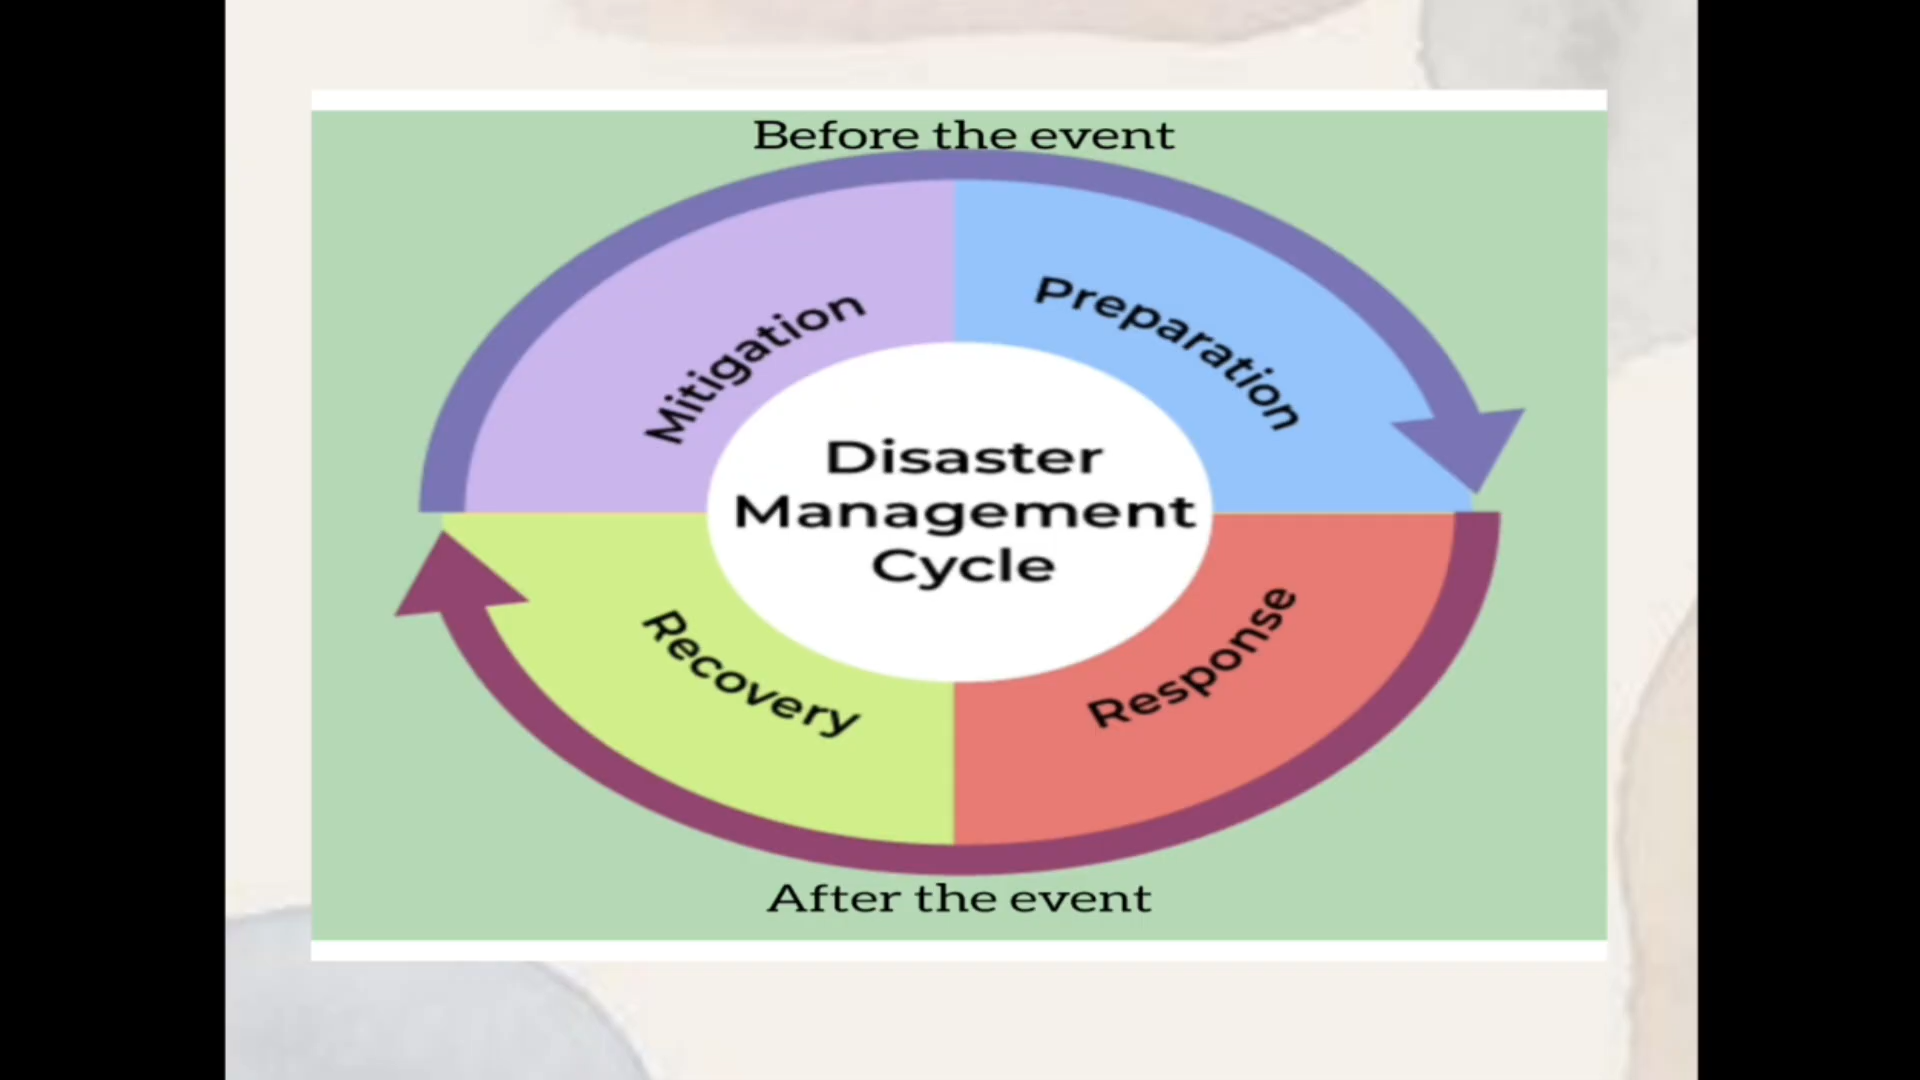 Before the event
Mitigation
Preparation
Disaster
Management
Cycle
Recovery
Response
After the event